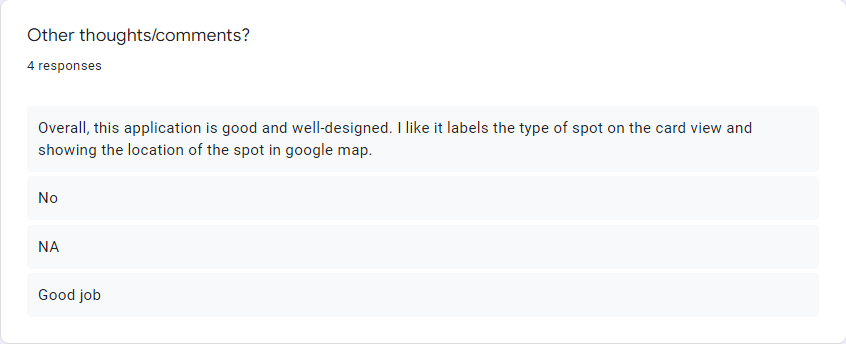 Other thoughts/comments?
4 responses
Overall, this application is good and well-designed. I like it labels the type of spot on the card view and
showing the location of the spot in google map.
No
NA
Good job